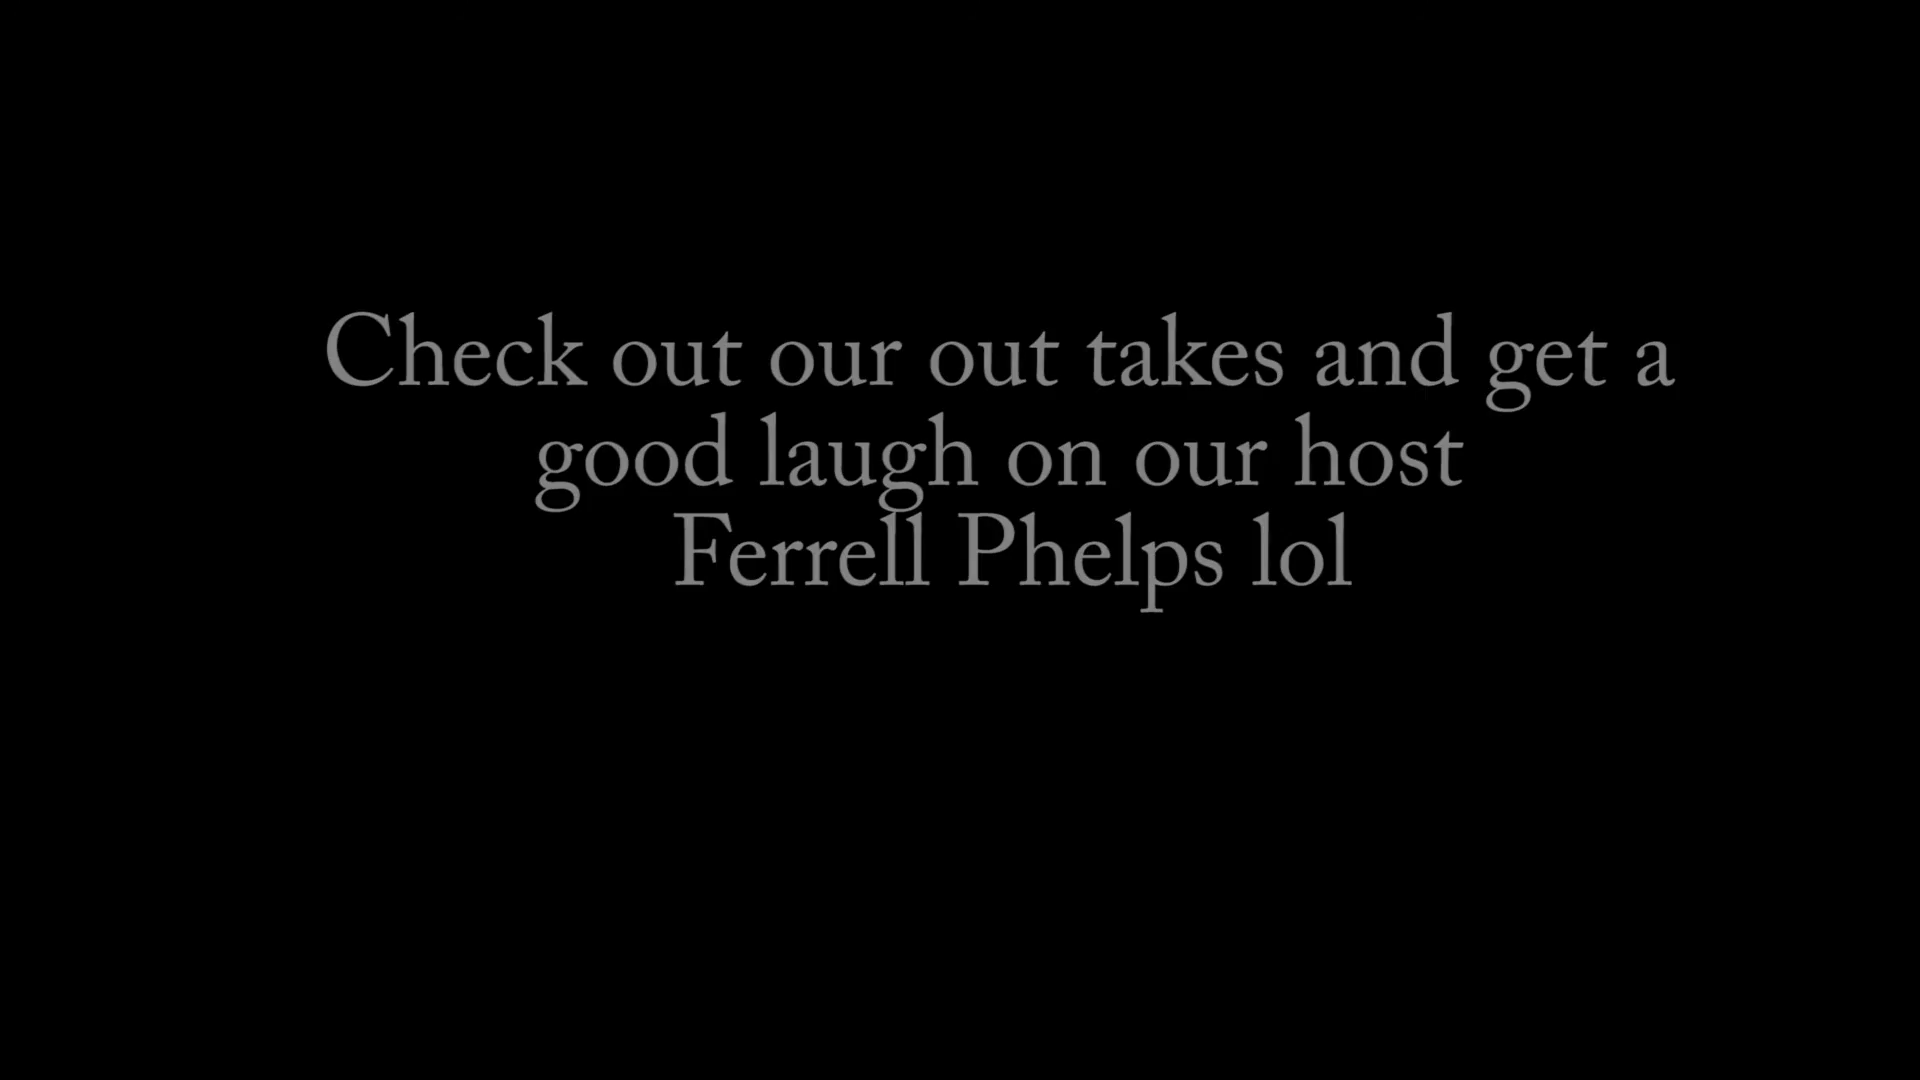 Check out our out takes and get a
good laugh on our host
Ferrell Phelps lol